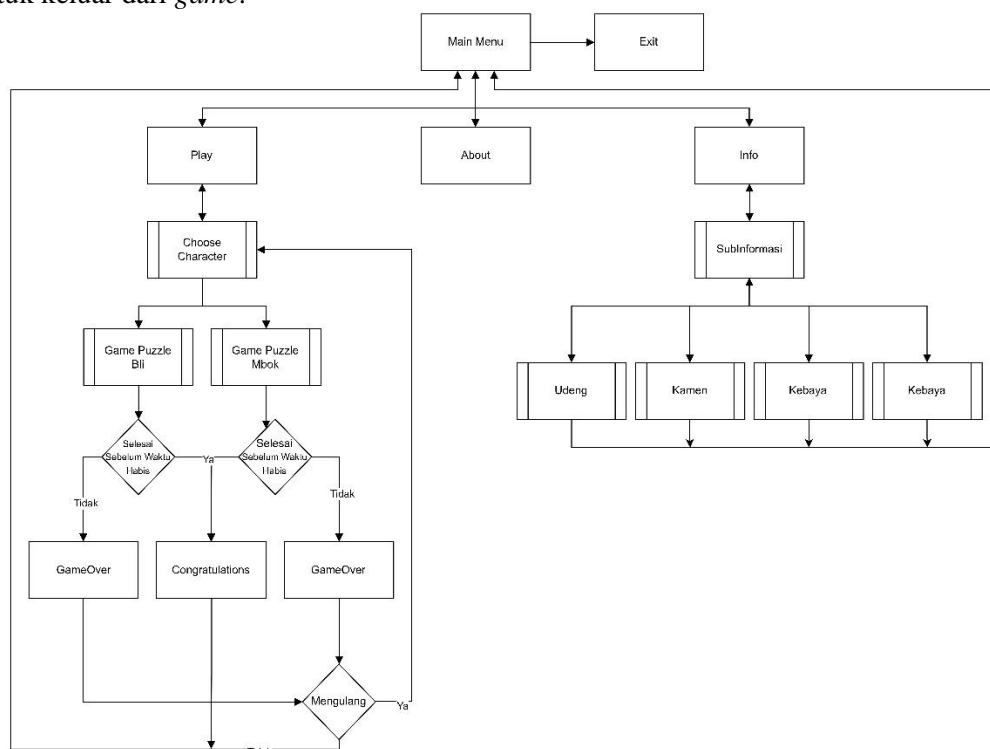 keluar dari game.
Main Menu
Exit
Play
About
Info
Choose
Character
SubInformasi
Game Puzzle
Bli
Game Puzzle
Mbok
Udeng
Kamen
Kebaya
Kebaya
Selesai
Sebelum Waktu
Habis
Ya
Selesai
Sebelum Waktu
Habis
Tidak
Tidak
GameOver
Congratulations
GameOver
Mengulang
Ya